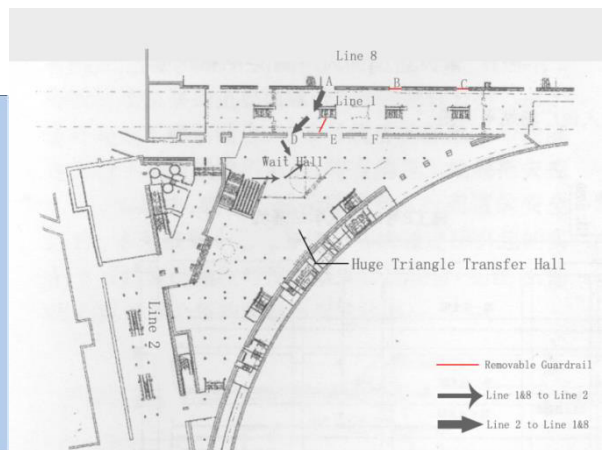 Line 8
A
B
C
Line 1
D
E
F
Wait Hall
Huge Triangle Transfer Hall
Line 2
Removable Guardrail
Line 1&8 to Line 2
Line 2 to Line 1&8